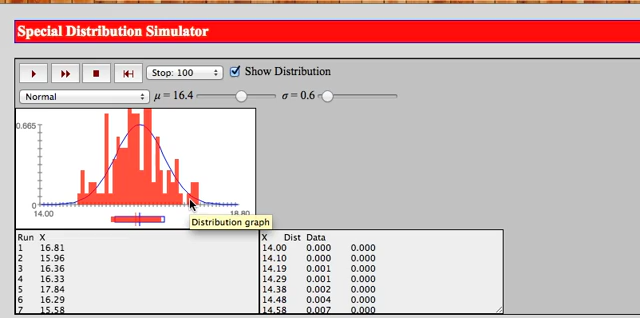 Special Distribution Simulator
Stop: 100 Show Distribution
Normal μ = 16.4 σ = 0.6
0.665
0
14.00 18.80
Distribution graph
Run X
1 16.81
2 15.96
3 16.36
4 16.33
5 17.84
6 16.29
7 15.58
X Dist Data
14.00 0.000 0.000
14.10 0.000 0.000
14.19 0.001 0.000
14.29 0.001 0.000
14.38 0.002 0.000
14.48 0.004 0.000
14.58 0.007 0.000